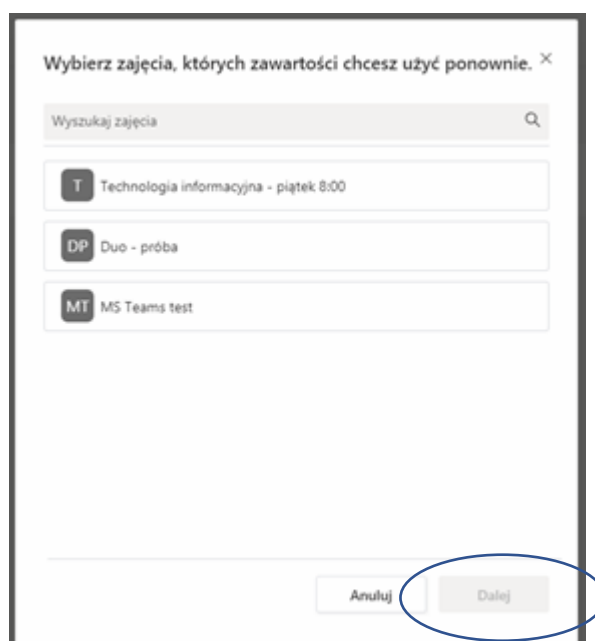 Wybierz zajęcia, których zawartości chcesz użyć ponownie.
Wyszukaj zajęcia
T Technologia informacyjna - piątek 8:00
DP Duo - próba
MT MS Teams test
Anuluj Dalej